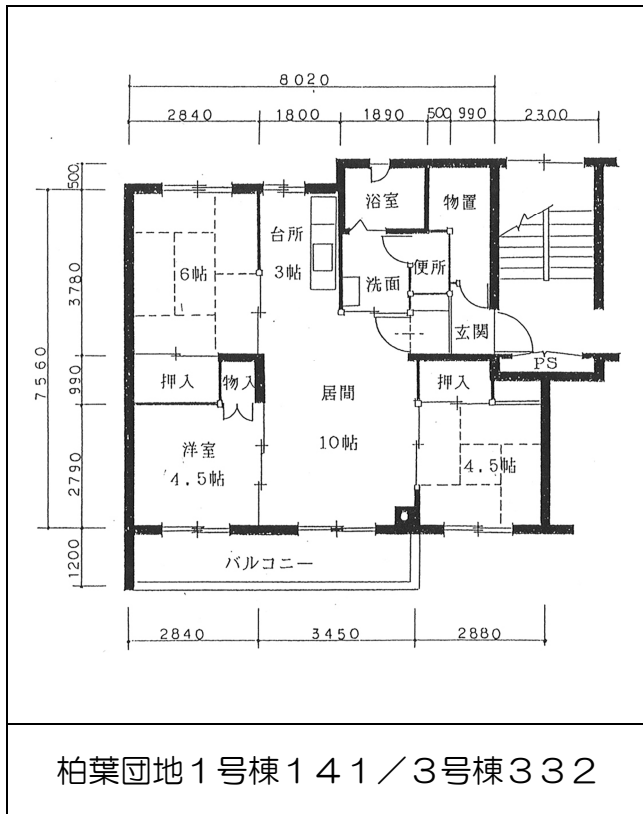 8020
2840 1800 1890 500 990 2300
500
3780
990
2790
1200
7560
浴室
物置
台所
3帖
6帖
洗面
便所
玄関
PS
押入
物入
居間
押入
洋室
4.5帖
10帖
4.5帖
バルコニー
2840 3450 2880
柏葉団地1号棟141/3号棟332